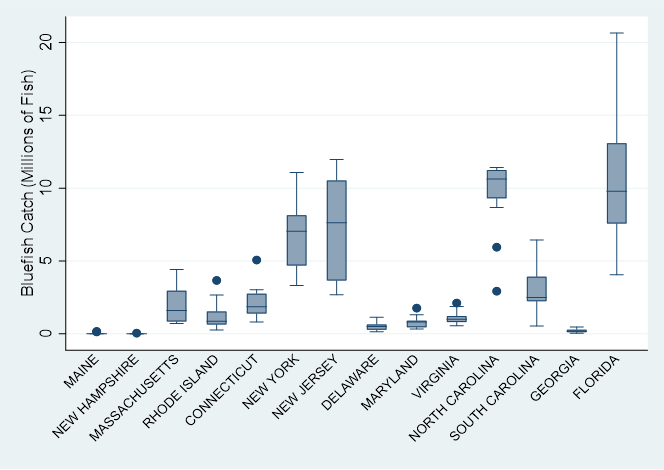 Bluefish Catch (Millions of Fish)
20
15
10
5
0
MAINE
NEW HAMPSHIRE
MASSACHUSETTS
RHODE ISLAND
CONNECTICUT
NEW YORK
NEW JERSEY
DELAWARE
MARYLAND
VIRGINIA
NORTH CAROLINA
SOUTH CAROLINA
GEORGIA
FLORIDA